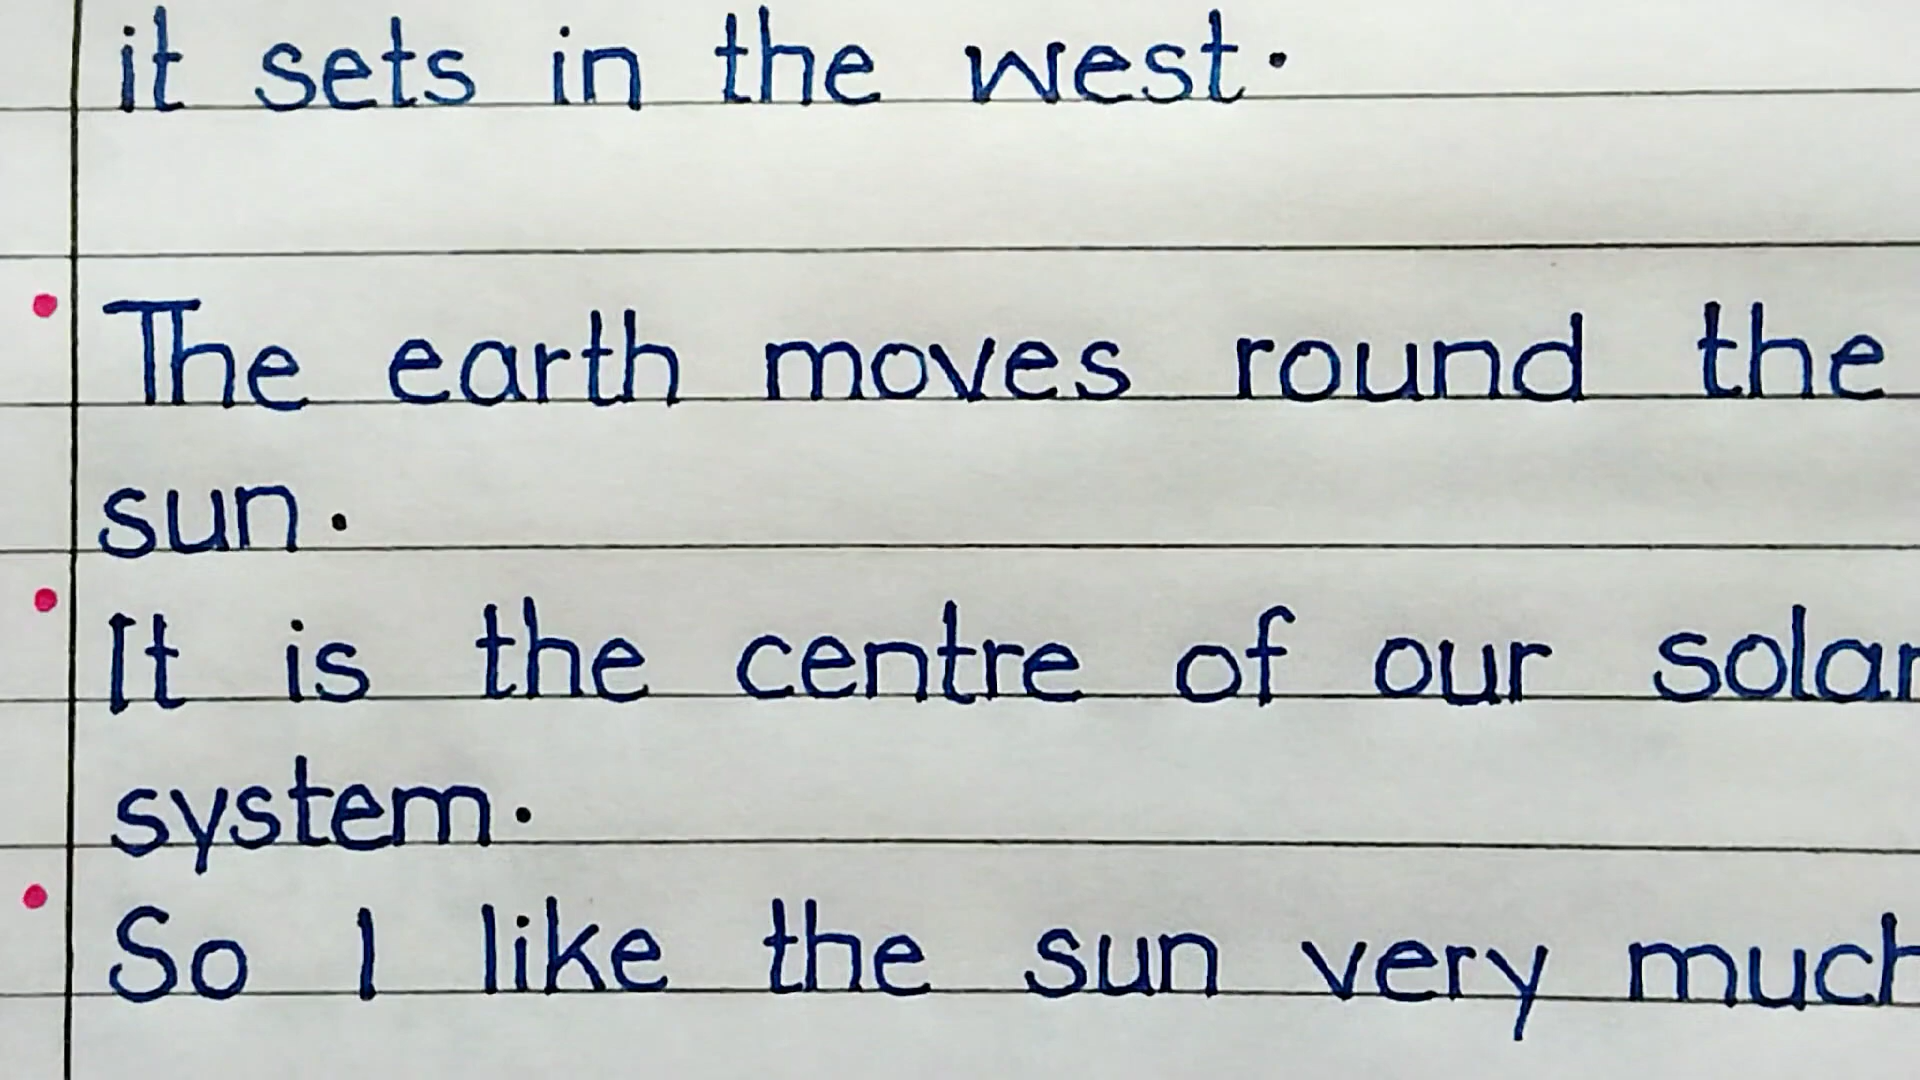 it sets in the west.
The earth moves round the
sun.
It is the centre of our solar
system.
So I like the sun very much